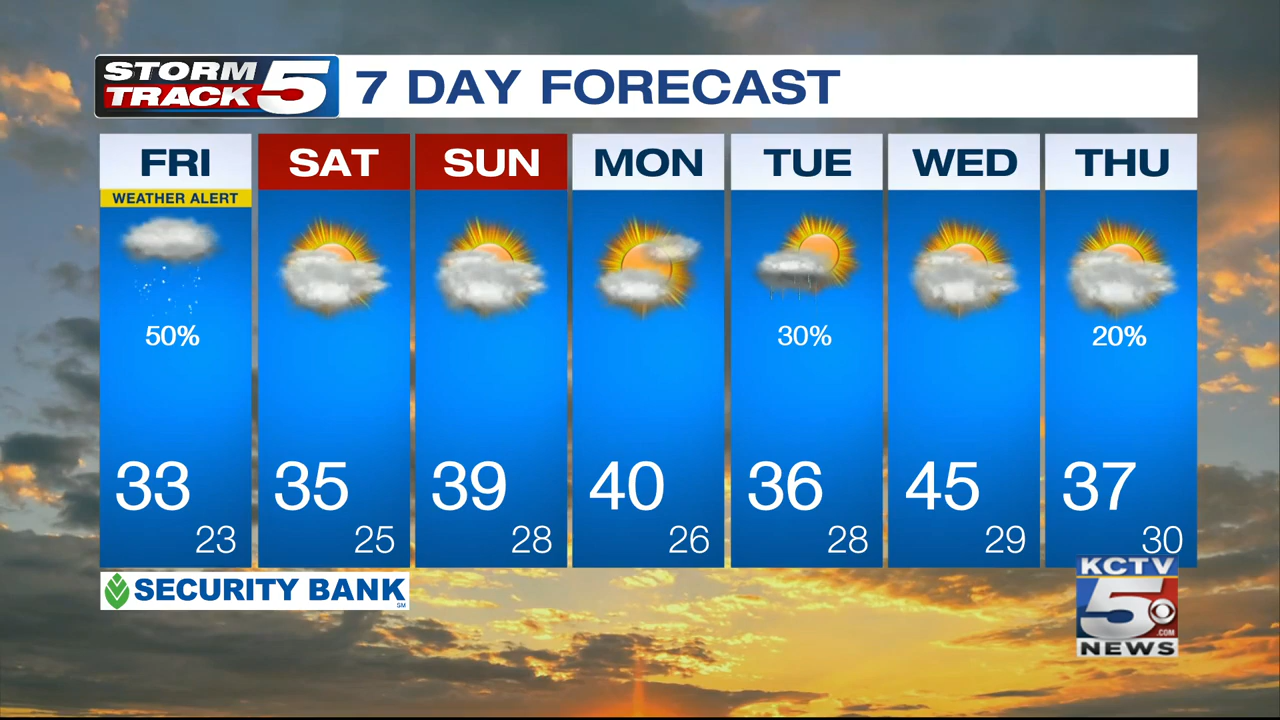 STORM
TRACK 5
7 DAY FORECAST
FRI SAT SUN MON TUE WED THU
WEATHER ALERT
50% 30% 20%
33 35 39 40 36 45 37
23 25 28 26 28 29 30
SECURITY BANK SM
KCTV
5
.COM
NEWS